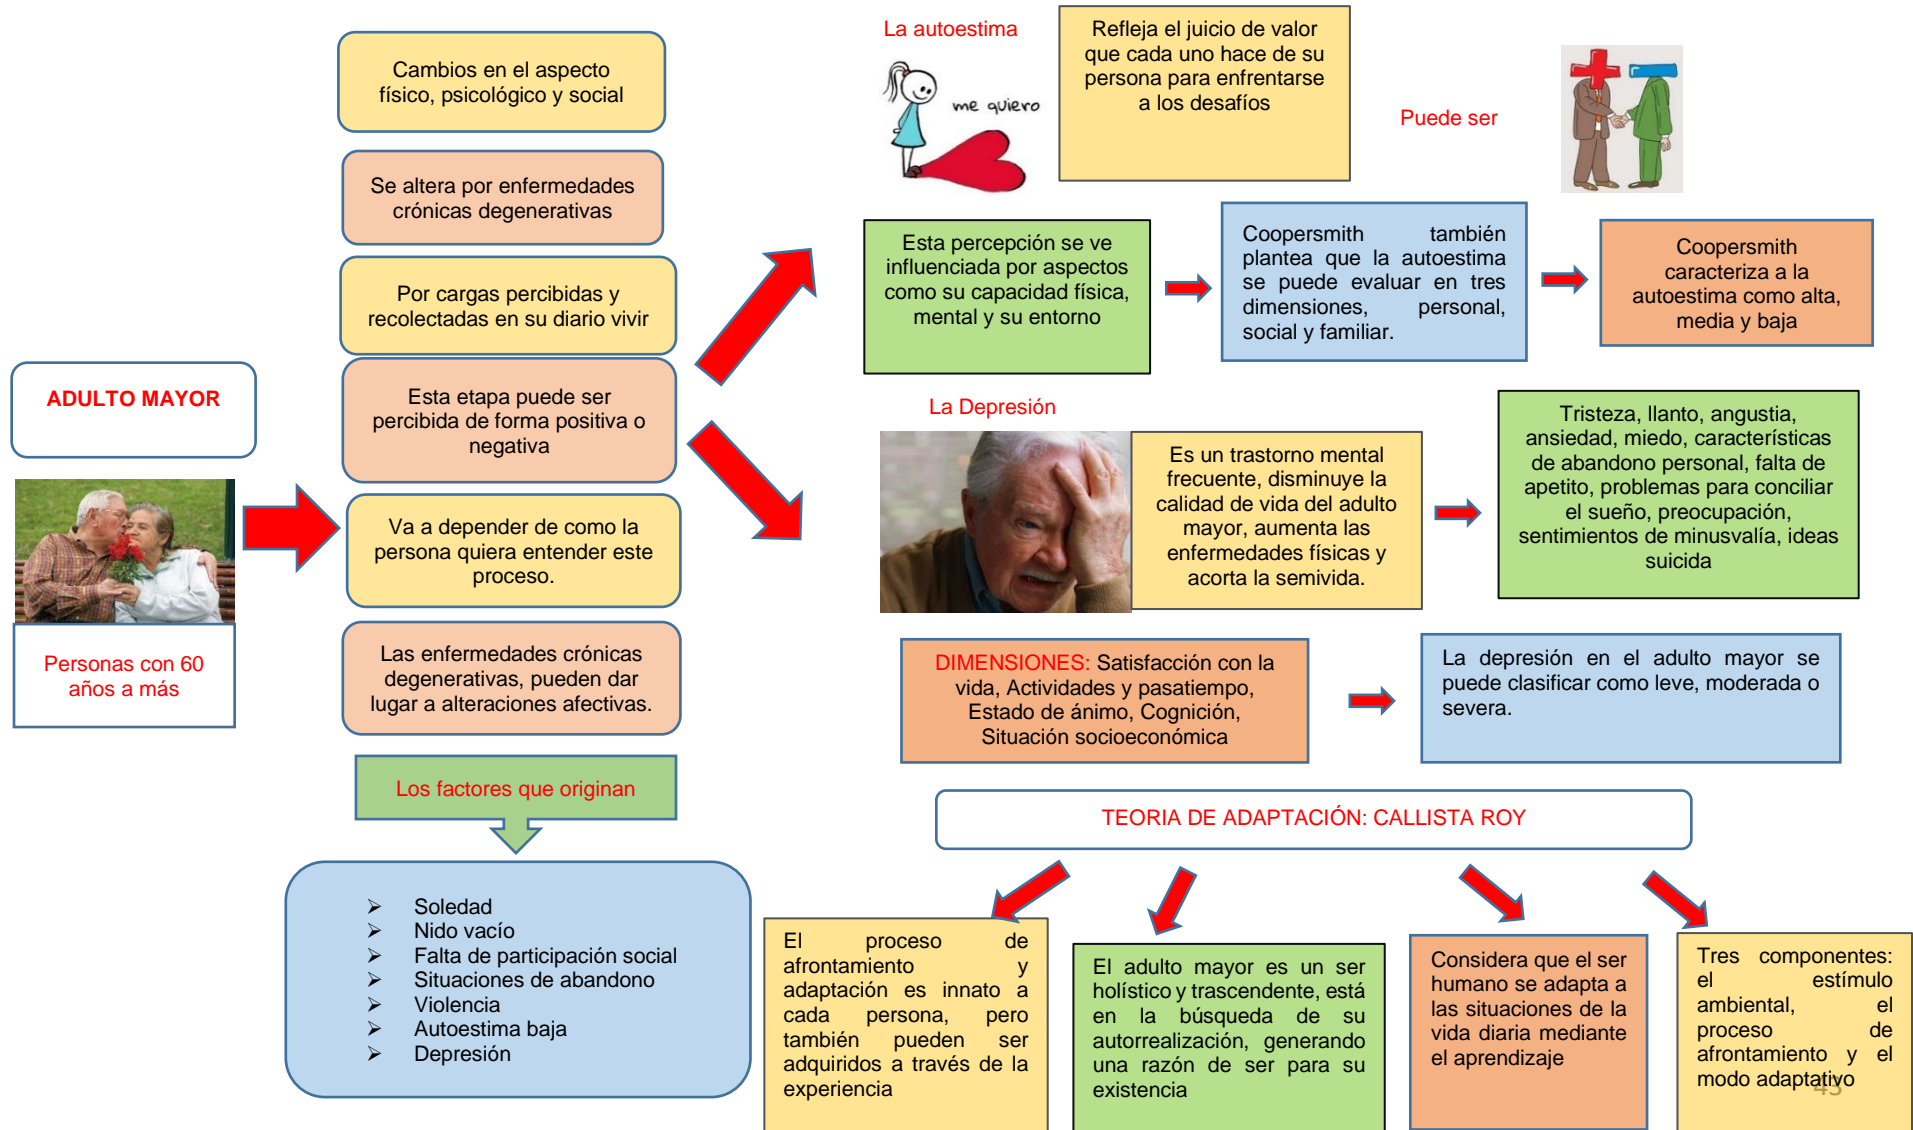 ADULTO MAYOR
Personas con 60
años a más
Cambios en el aspecto
físico, psicológico y social
Se altera por enfermedades
crónicas degenerativas
Por cargas percibidas y
recolectadas en su diario vivir
Esta etapa puede ser
percibida de forma positiva o
negativa
Va a depender de como la
persona quiera entender este
proceso.
Las enfermedades crónicas
degenerativas, pueden dar
lugar a alteraciones afectivas.
Los factores que originan
➢ Soledad
➢ Nido vacío
➢ Falta de participación social
➢ Situaciones de abandono
➢ Violencia
➢ Autoestima baja
➢ Depresión
La autoestima
me quiero
Refleja el juicio de valor
que cada uno hace de su
persona para enfrentarse
a los desafíos
Puede ser
Esta percepción se ve
influenciada por aspectos
como su capacidad física,
mental y su entorno
Coopersmith también
plantea que la autoestima
se puede evaluar en tres
dimensiones, personal,
social y familiar.
Coopersmith
caracteriza a la
autoestima como alta,
media y baja
La Depresión
Es un trastorno mental
frecuente, disminuye la
calidad de vida del adulto
mayor, aumenta las
enfermedades físicas y
acorta la semivida.
Tristeza, llanto, angustia,
ansiedad, miedo, características
de abandono personal, falta de
apetito, problemas para conciliar
el sueño, preocupación,
sentimientos de minusvalía, ideas
suicida
DIMENSIONES: Satisfacción con la
vida, Actividades y pasatiempo,
Estado de ánimo, Cognición,
Situación socioeconómica
La depresión en el adulto mayor se
puede clasificar como leve, moderada o
severa.
TEORIA DE ADAPTACIÓN: CALLISTA ROY
El proceso de
afrontamiento y
adaptación es innato a
cada persona, pero
también pueden ser
adquiridos a través de la
experiencia
El adulto mayor es un ser
holístico y trascendente, está
en la búsqueda de su
autorrealización, generando
una razón de ser para su
existencia
Considera que el ser
humano se adapta a
las situaciones de la
vida diaria mediante
el aprendizaje
Tres componentes:
el estímulo
ambiental, el
proceso de
afrontamiento y el
modo adaptativo
43